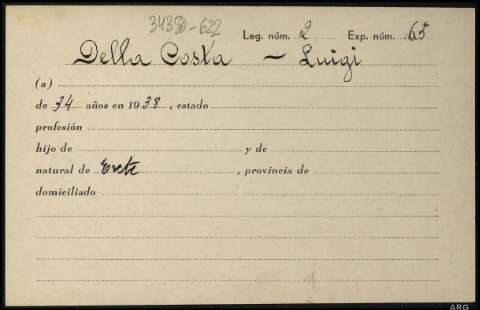 34380-622
Leg. núm. 2 Exp. núm. 65
Della Costa — Luigi
(a)
de 34 años en 1938, estado
profesión
hijo de y de
natural de , provincia de
domiciliado
ARG